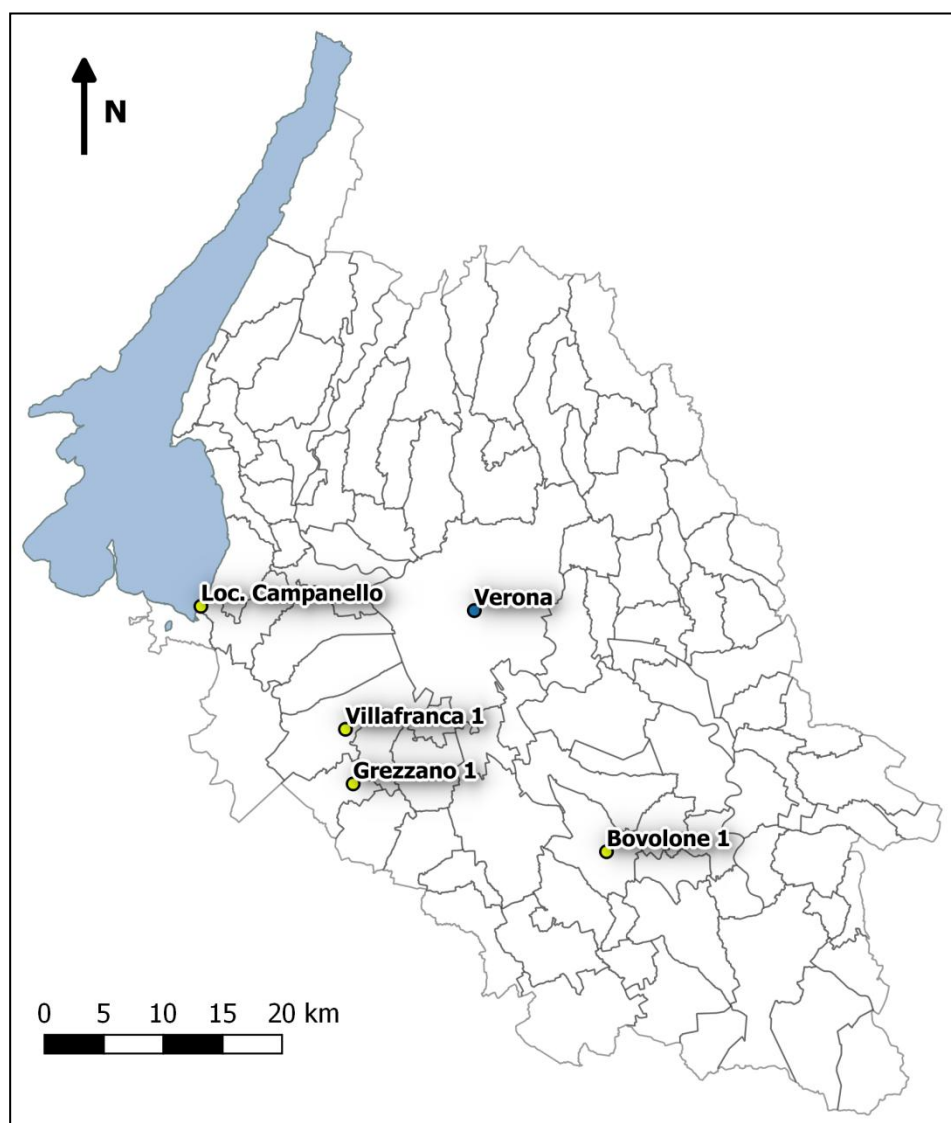 N
Loc. Campanello
Verona
Villafranca 1
Grezzano 1
Bovolone 1
0 5 10 15 20 km